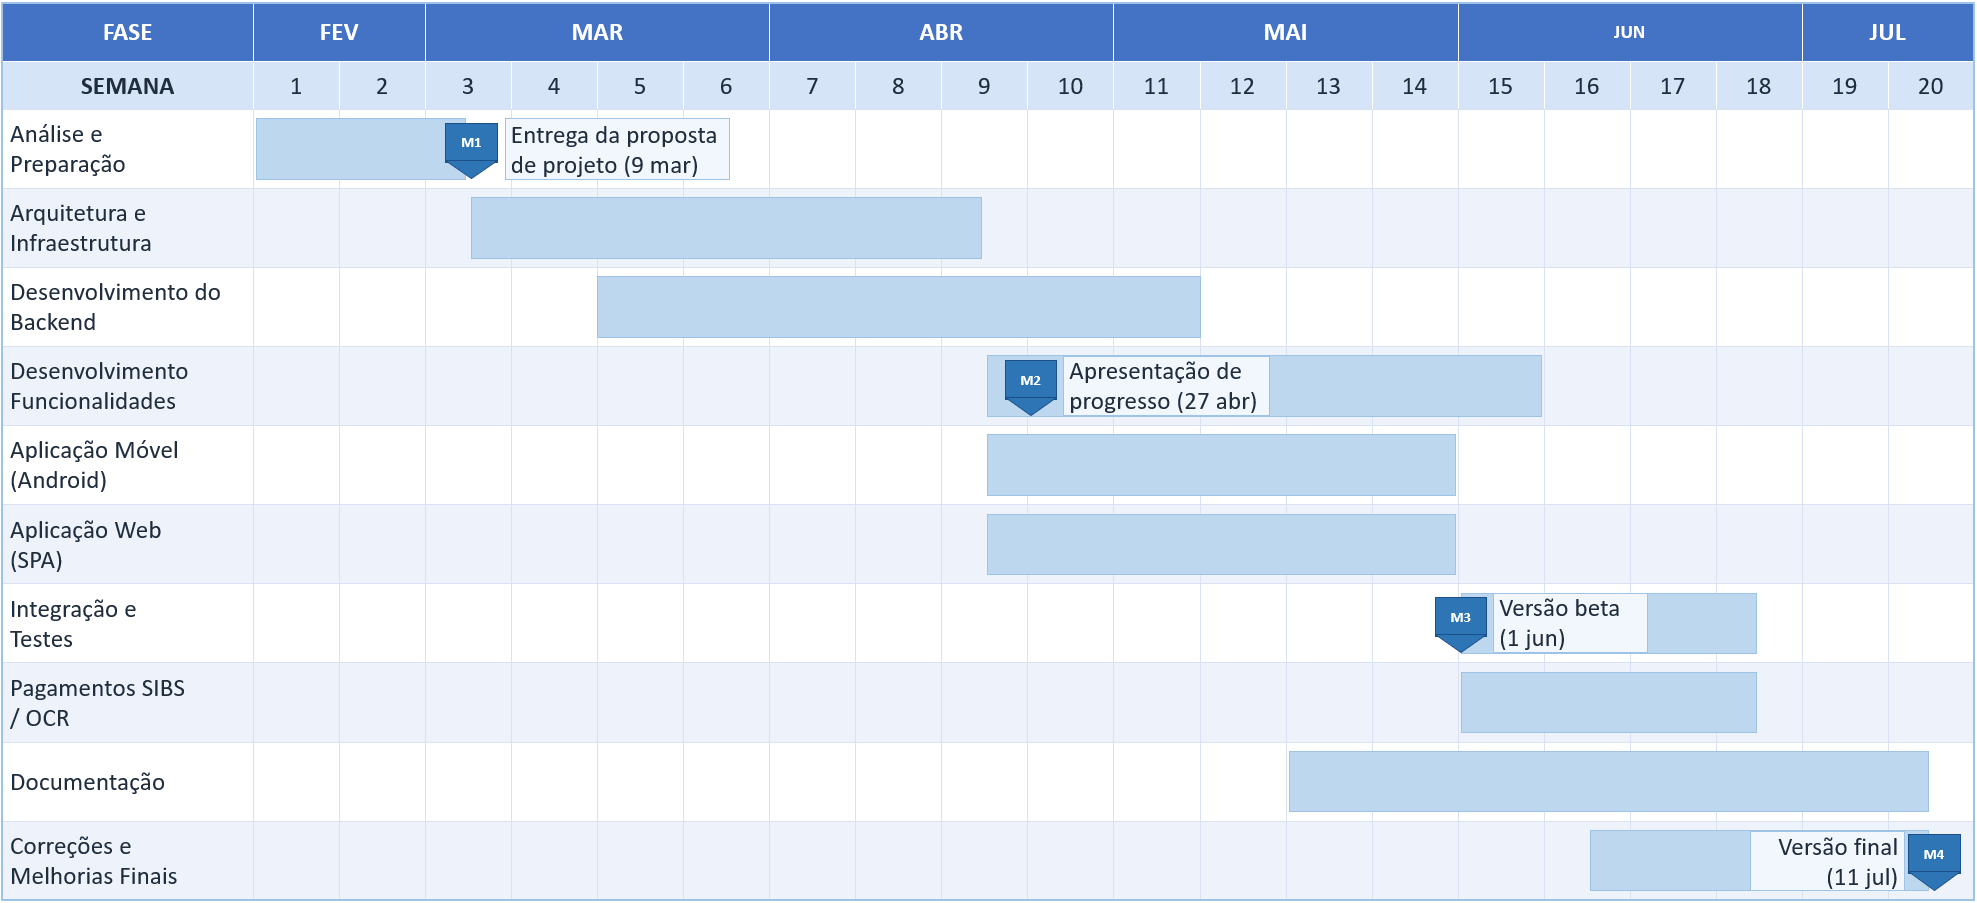 FASE FEV MAR ABR MAI JUN JUL
SEMANA 1 2 3 4 5 6 7 8 9 10 11 12 13 14 15 16 17 18 19 20
Análise e
Preparação
M1
Entrega da proposta
de projeto (9 mar)
Arquitetura e
Infraestrutura
Desenvolvimento do
Backend
Desenvolvimento
Funcionalidades
M2
Apresentação de
progresso (27 abr)
Aplicação Móvel
(Android)
Aplicação Web
(SPA)
Integração e
Testes
M3
Versão beta
(1 jun)
Pagamentos SIBS
/ OCR
Documentação
Correções e
Melhorias Finais
Versão final
(11 jul)
M4